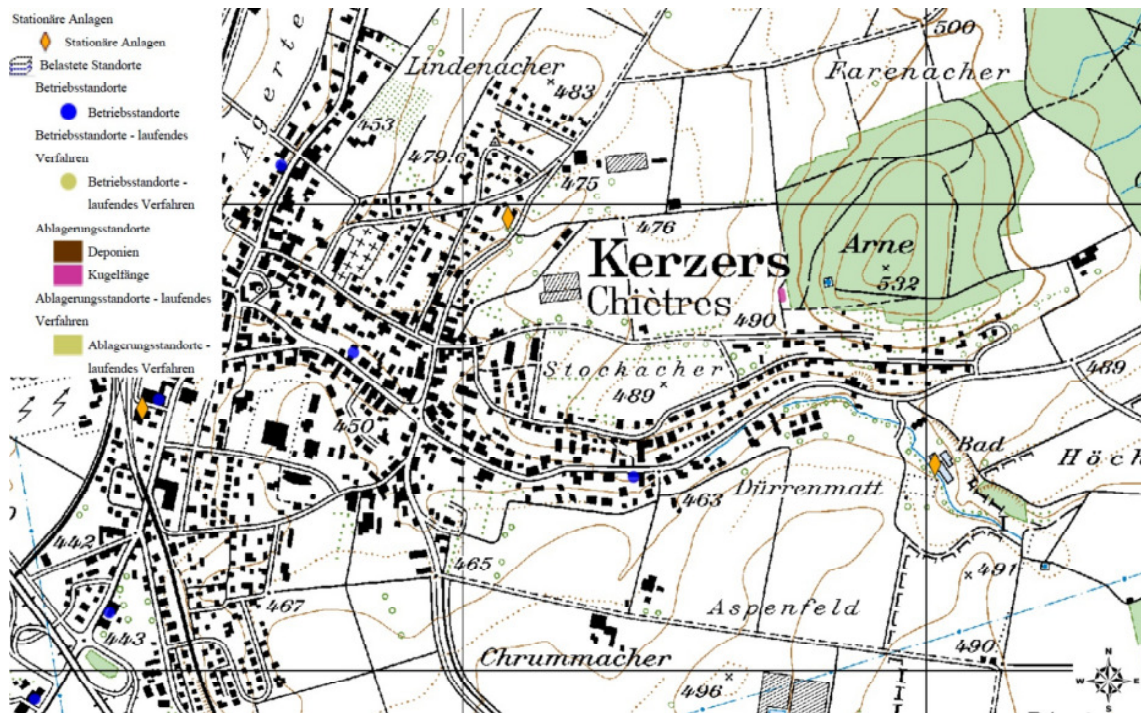 Stationäre Anlagen
Stationäre Anlagen
Belastete Standorte
Betriebsstandorte
Betriebsstandorte
Betriebsstandorte - laufendes
Verfahren
Betriebsstandorte -
laufendes Verfahren
Ablagerungsstandorte
Deponien
Kugelfänge
Ablagerungsstandorte - laufendes
Verfahren
Ablagerungsstandorte -
laufendes Verfahren
500
Lindenacher
Farenacher
483
Ägerte
453
479.6
475
476
Arne
Kerzers
532
Chiètres
490
Stockacher
489
489
450
Bad
Höch
Dürrenmatt
463
442
465
491
467
Aspenfeld
443
490
Chrummacher
496
N
W
E
S